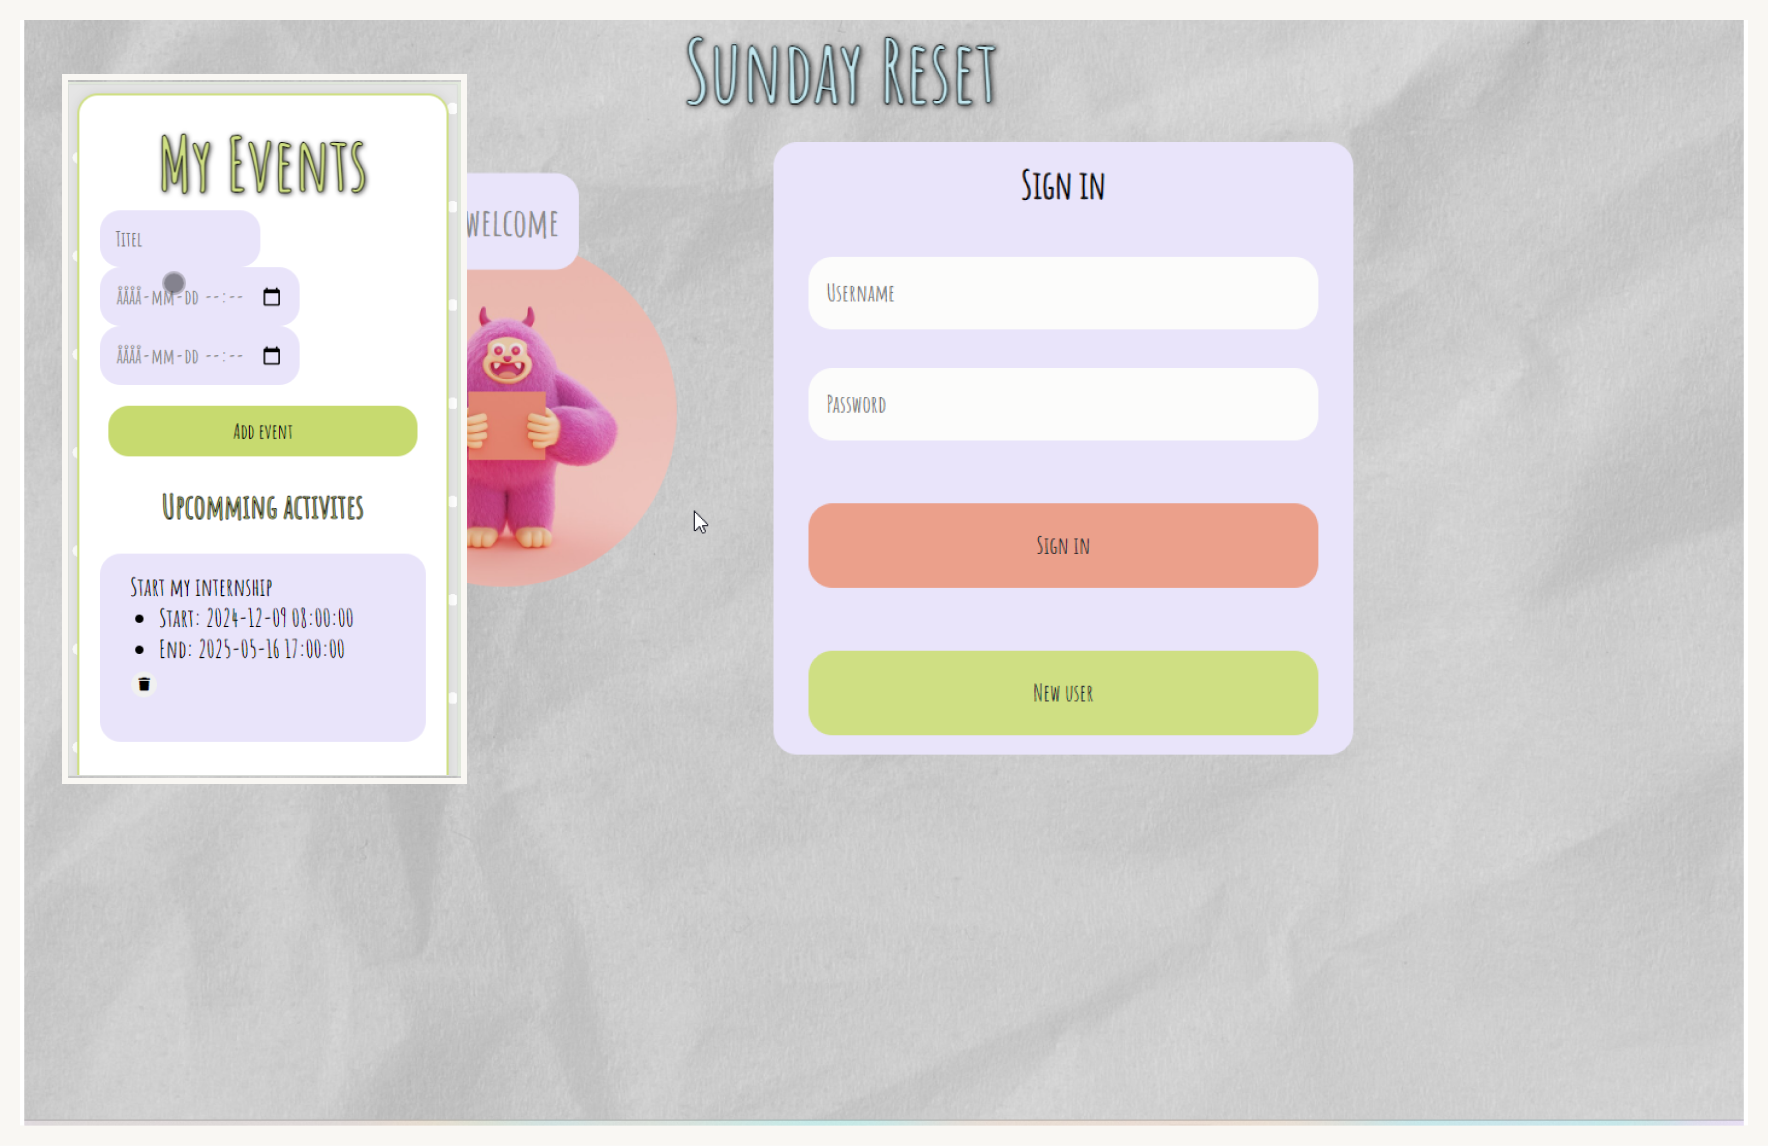 Sunday Reset
My Events
Titel
ÅÅÅÅ-mm-dd --:--
ÅÅÅÅ-mm-dd --:--
Add event
Upcomming activites
Start my internship
Start: 2024-12-09 08:00:00
End: 2025-05-16 17:00:00
welcome
Sign in
Username
Password
Sign in
New user